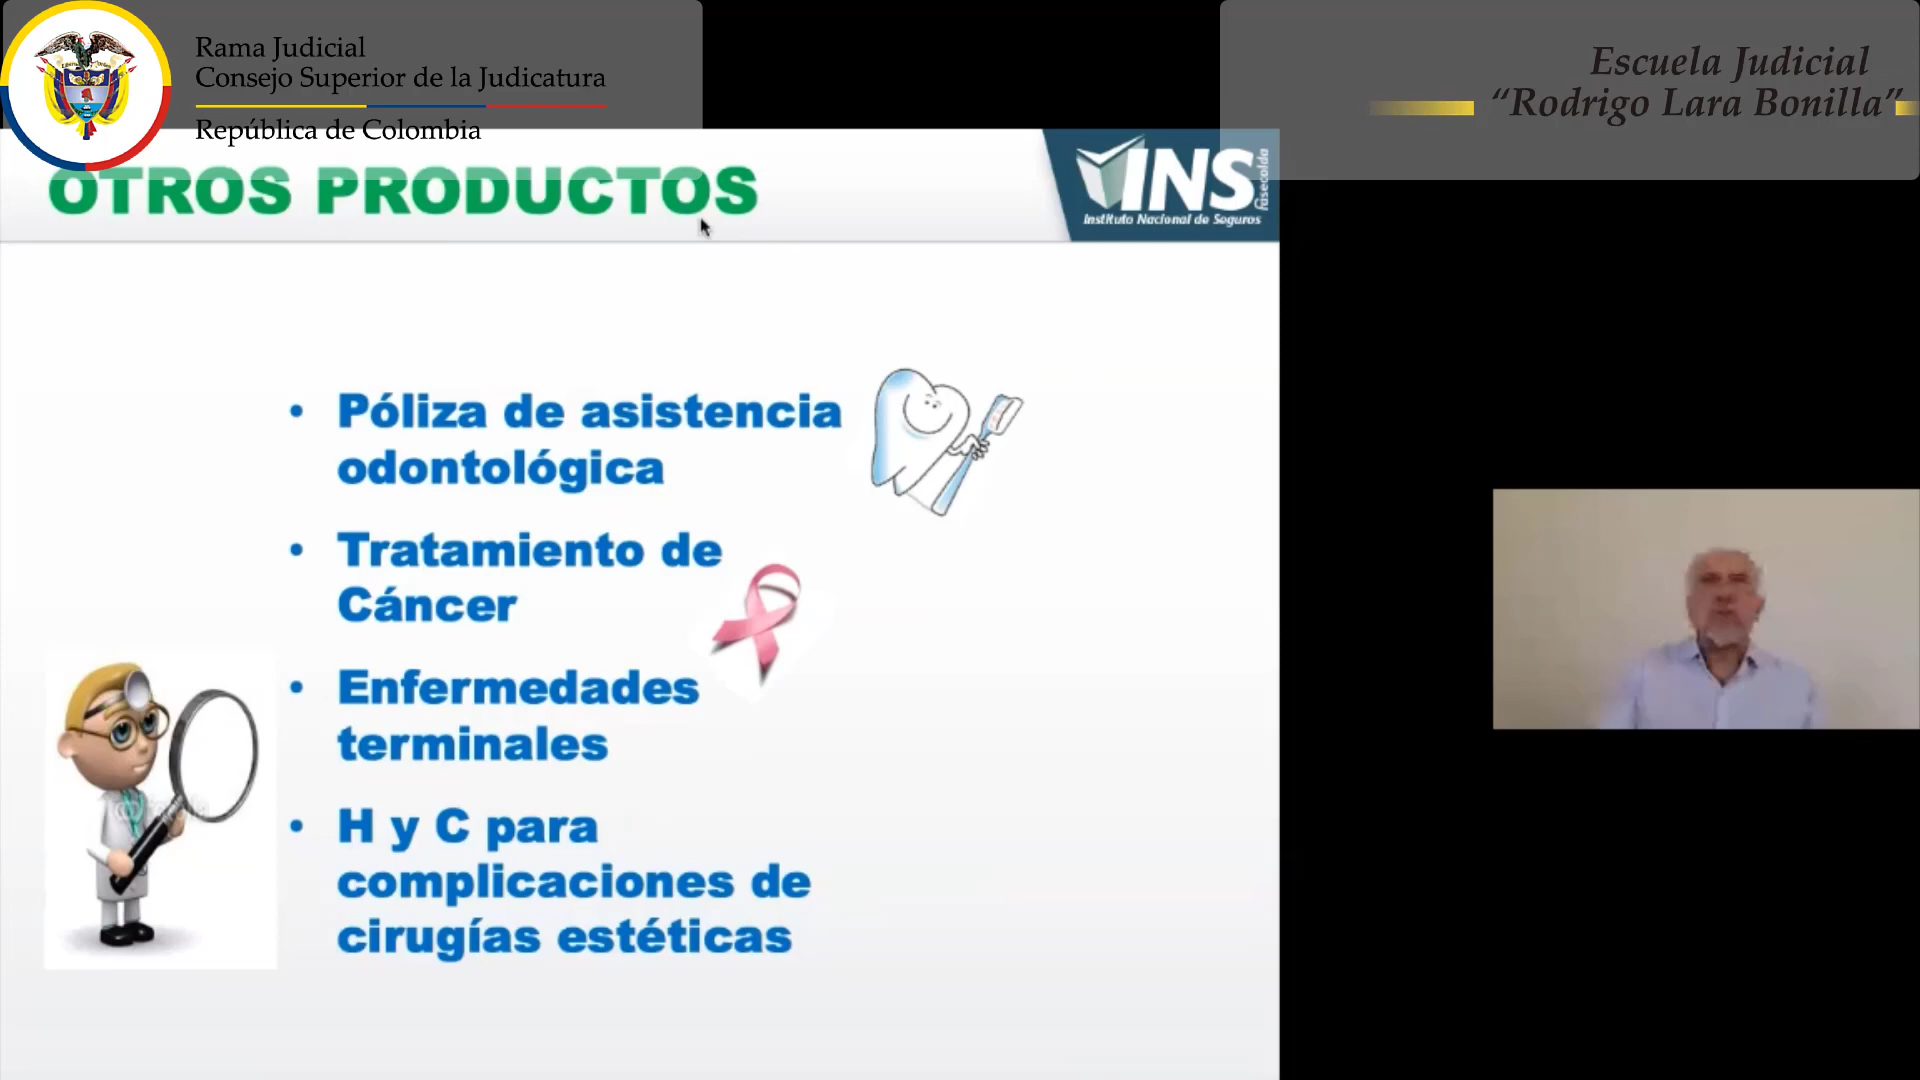 Rama Judicial
Consejo Superior de la Judicatura
República de Colombia
Escuela Judicial
“Rodrigo Lara Bonilla”
OTROS PRODUCTOS
INS
fasecolda
Instituto Nacional de Seguros
• Póliza de asistencia
odontológica
• Tratamiento de
Cáncer
• Enfermedades
terminales
• H y C para
complicaciones de
cirugías estéticas